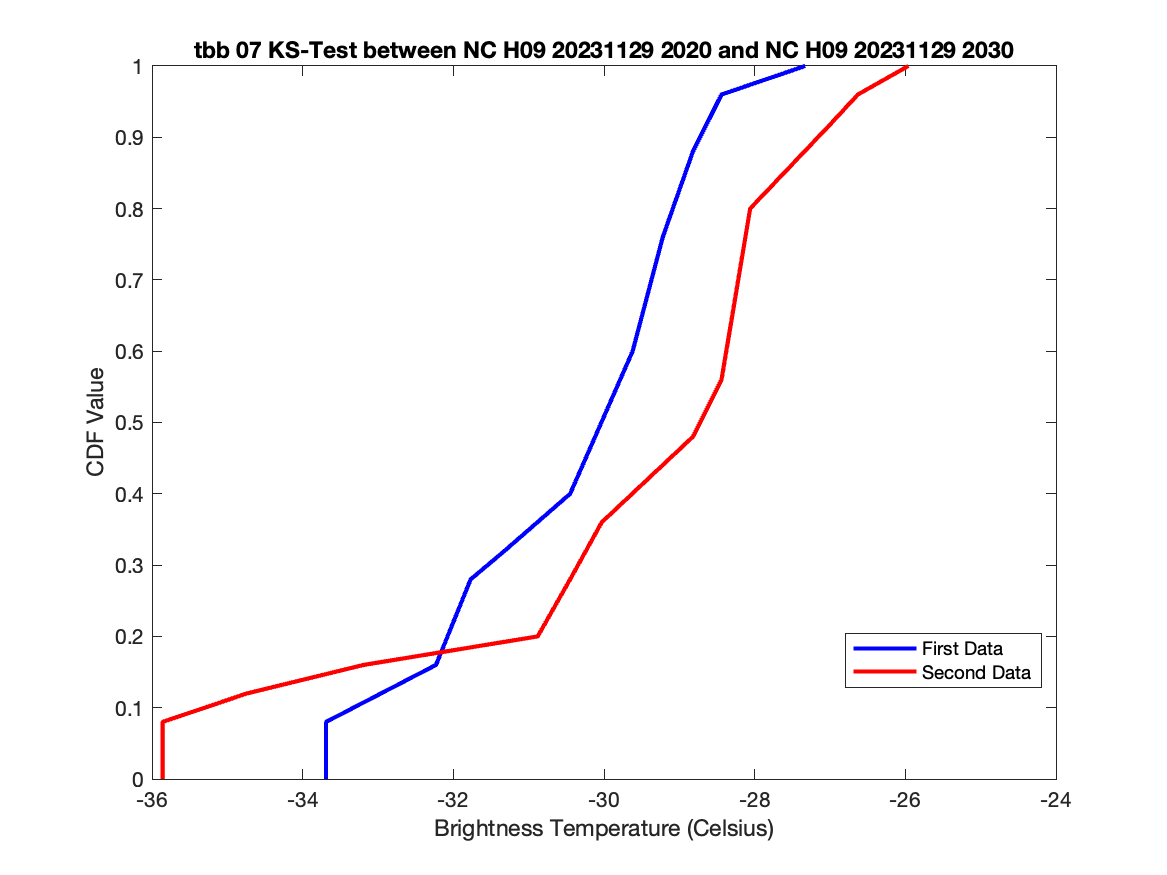 tbb 07 KS-Test between NC H09 20231129 2020 and NC H09 20231129 2030
1
0.9
0.8
0.7
0.6
0.5
0.4
0.3
0.2
0.1
0
CDF Value
First Data
Second Data
-36 -34 -32 -30 -28 -26 -24
Brightness Temperature (Celsius)